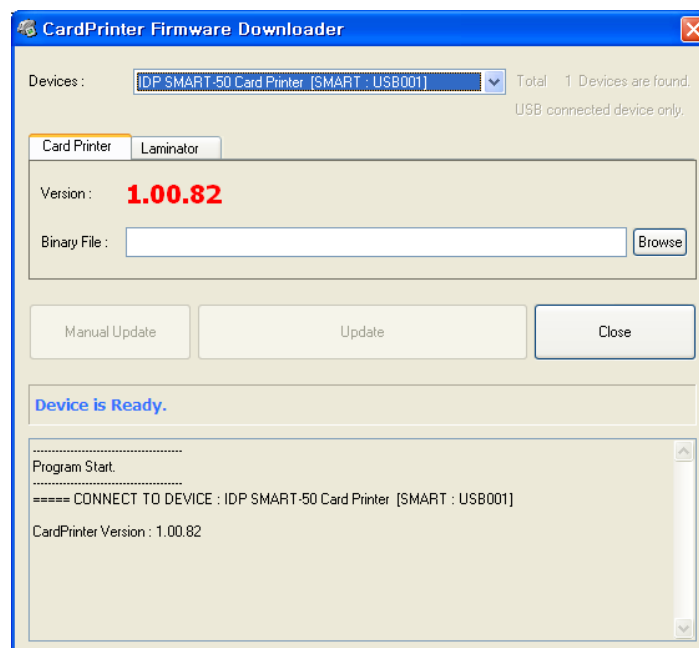 CardPrinter Firmware Downloader
Devices : IDP SMART-50 Card Printer [SMART : USB001] Total 1 Devices are found.
USB connected device only.
Card Printer Laminator
Version : 1.00.82
Binary File : Browse
Manual Update Update Close
Device is Ready.
----------------------------------------
Program Start.
----------------------------------------
===== CONNECT TO DEVICE : IDP SMART-50 Card Printer [SMART : USB001]
CardPrinter Version : 1.00.82